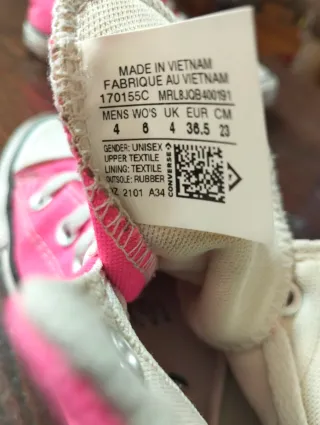 MADE IN VIETNAM
FABRIQUE AU VIETNAM
170155C MRL8JQB400191
MENS WO'S UK EUR CM
4 6 4 36.5 23
GENDER: UNISEX
UPPER TEXTILE
LINING: TEXTILE
OUTSOLE: RUBBER
2101 A34
CONVERSE